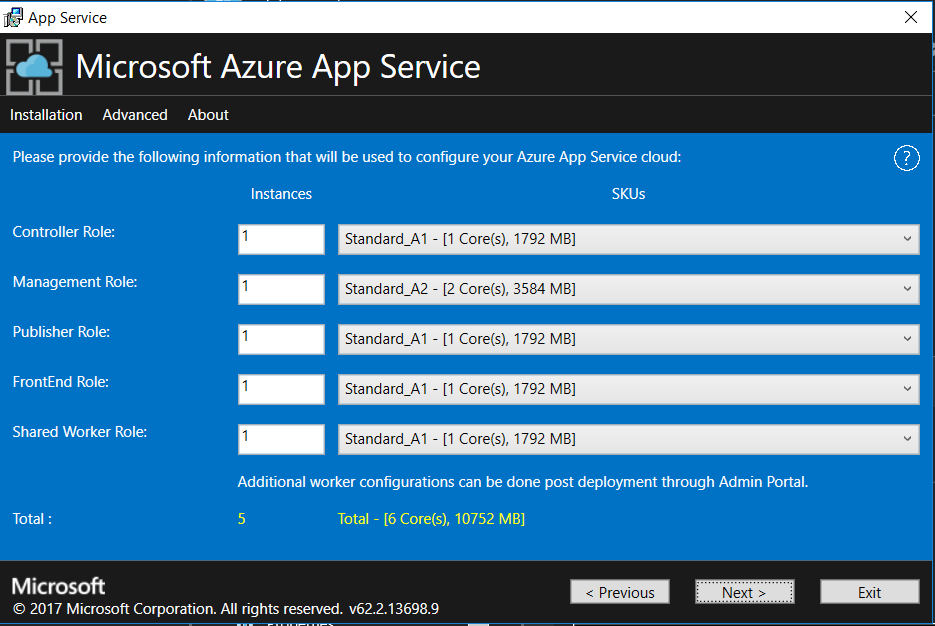 App Service
Microsoft Azure App Service
Installation Advanced About
Please provide the following information that will be used to configure your Azure App Service cloud:
?
Instances SKUs
Controller Role: 1 Standard_A1 - [1 Core(s), 1792 MB]
Management Role: 1 Standard_A2 - [2 Core(s), 3584 MB]
Publisher Role: 1 Standard_A1 - [1 Core(s), 1792 MB]
FrontEnd Role: 1 Standard_A1 - [1 Core(s), 1792 MB]
Shared Worker Role: 1 Standard_A1 - [1 Core(s), 1792 MB]
Additional worker configurations can be done post deployment through Admin Portal.
Total : 5 Total - [6 Core(s), 10752 MB]
Microsoft
© 2017 Microsoft Corporation. All rights reserved. v62.2.13698.9
< Previous Next > Exit